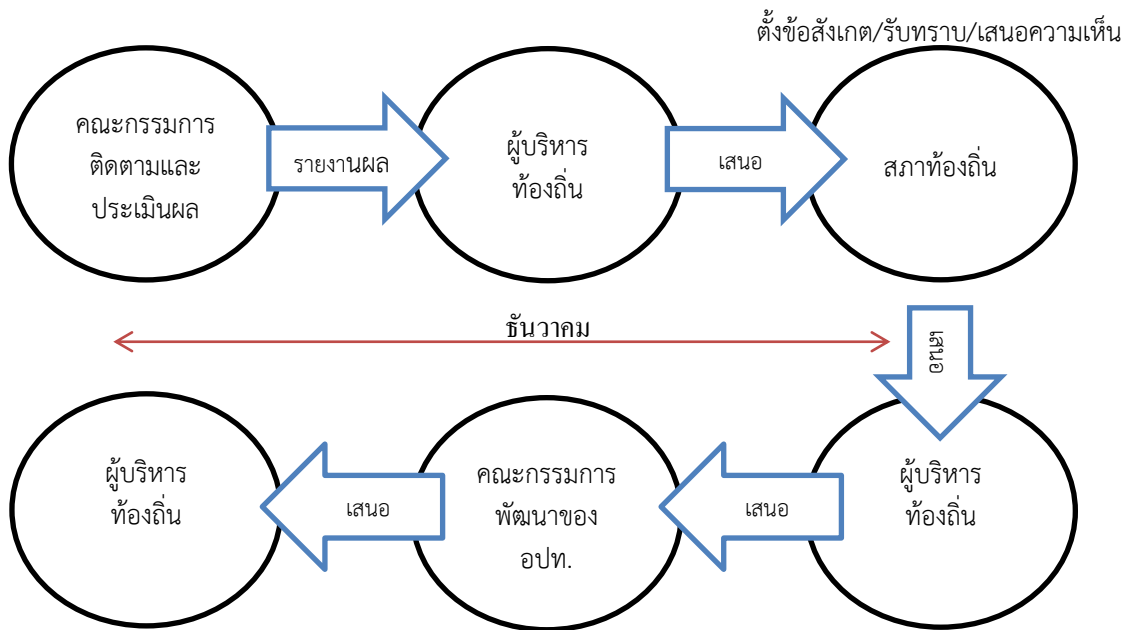 ตั้งข้อสังเกต/รับทราบ/เสนอความเห็น
คณะกรรมการ
ติดตามและ
ประเมินผล
รายงานผล
ผู้บริหาร
ท้องถิ่น
เสนอ
สภาท้องถิ่น
ธันวาคม
เสนอ
ผู้บริหาร
ท้องถิ่น
เสนอ
คณะกรรมการ
พัฒนาของ
อปท.
เสนอ
ผู้บริหาร
ท้องถิ่น